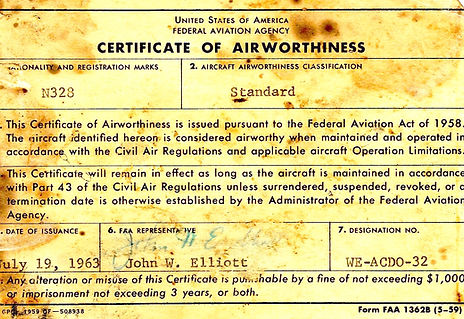 UNITED STATES OF AMERICA
FEDERAL AVIATION AGENCY
CERTIFICATE OF AIRWORTHINESS
AND REGISTRATION MARKS
2. AIRCRAFT AIRWORTHINESS CLASSIFICATION
N328
Standard
This Certificate of Airworthiness is issued pursuant to the Federal Aviation Act of 1958.
The aircraft identified hereon is considered airworthy when maintained and operated in
accordance with the Civil Air Regulations and applicable aircraft Operation Limitations.
This Certificate will remain in effect as long as the aircraft is maintained in accordance
with Part 43 of the Civil Air Regulations unless surrendered, suspended, revoked, or a
termination date is otherwise established by the Administrator of the Federal Aviation
Agency.
. DATE OF ISSUANCE
6. FAA REPRESENTATIVE
7. DESIGNATION NO.
July 19, 1963
John W. Elliott
WE-ACDO-32
Any alteration or misuse of this Certificate is punishable by a fine of not exceeding $1,000
or imprisonment not exceeding 3 years, or both.
GPO 1959 OF-508938
Form FAA 1362B (5-59)